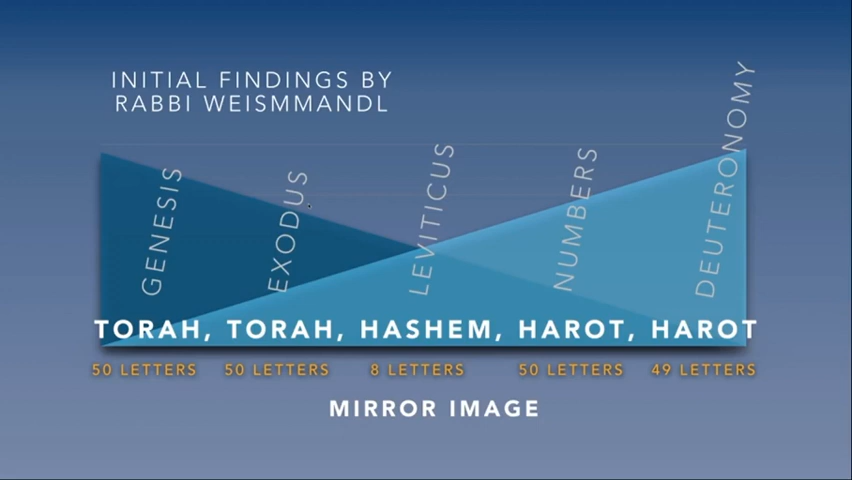 INITIAL FINDINGS BY
RABBI WEISMMANDL
GENESIS
EXODUS
LEVITICUS
NUMBERS
DEUTERONOMY
TORAH, TORAH, HASHEM, HAROT, HAROT
50 LETTERS 50 LETTERS 8 LETTERS 50 LETTERS 49 LETTERS
MIRROR IMAGE